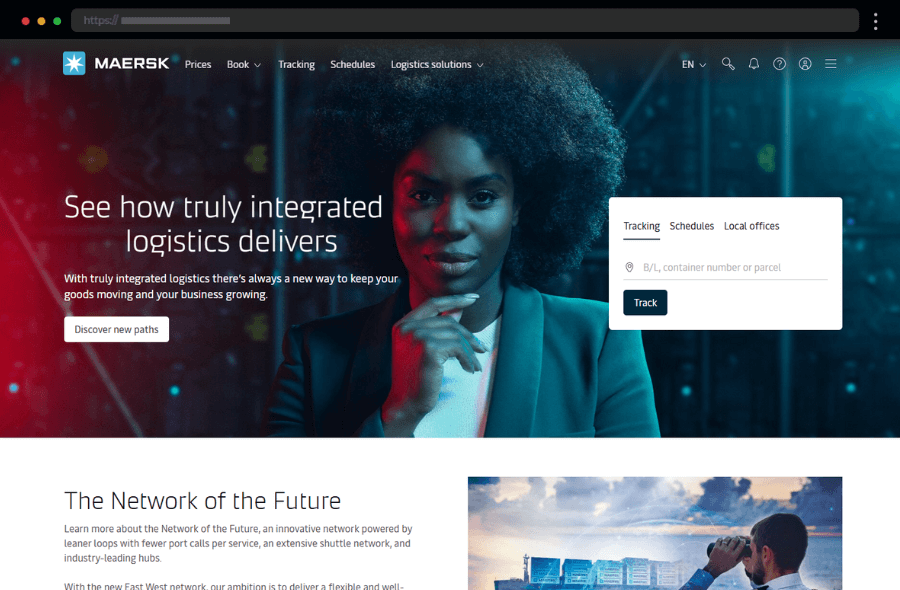 https://
MAERSK
Prices
Book
Tracking
Schedules
Logistics solutions
EN
See how truly integrated
logistics delivers
With truly integrated logistics there's always a new way to keep your
goods moving and your business growing.
Discover new paths
Tracking
Schedules
Local offices
B/L, container number or parcel
Track
The Network of the Future
Learn more about the Network of the Future, an innovative network powered by
leaner loops with fewer port calls per service, an extensive shuttle network, and
industry-leading hubs.
With the new East West network, our ambition is to deliver a flexible and well-